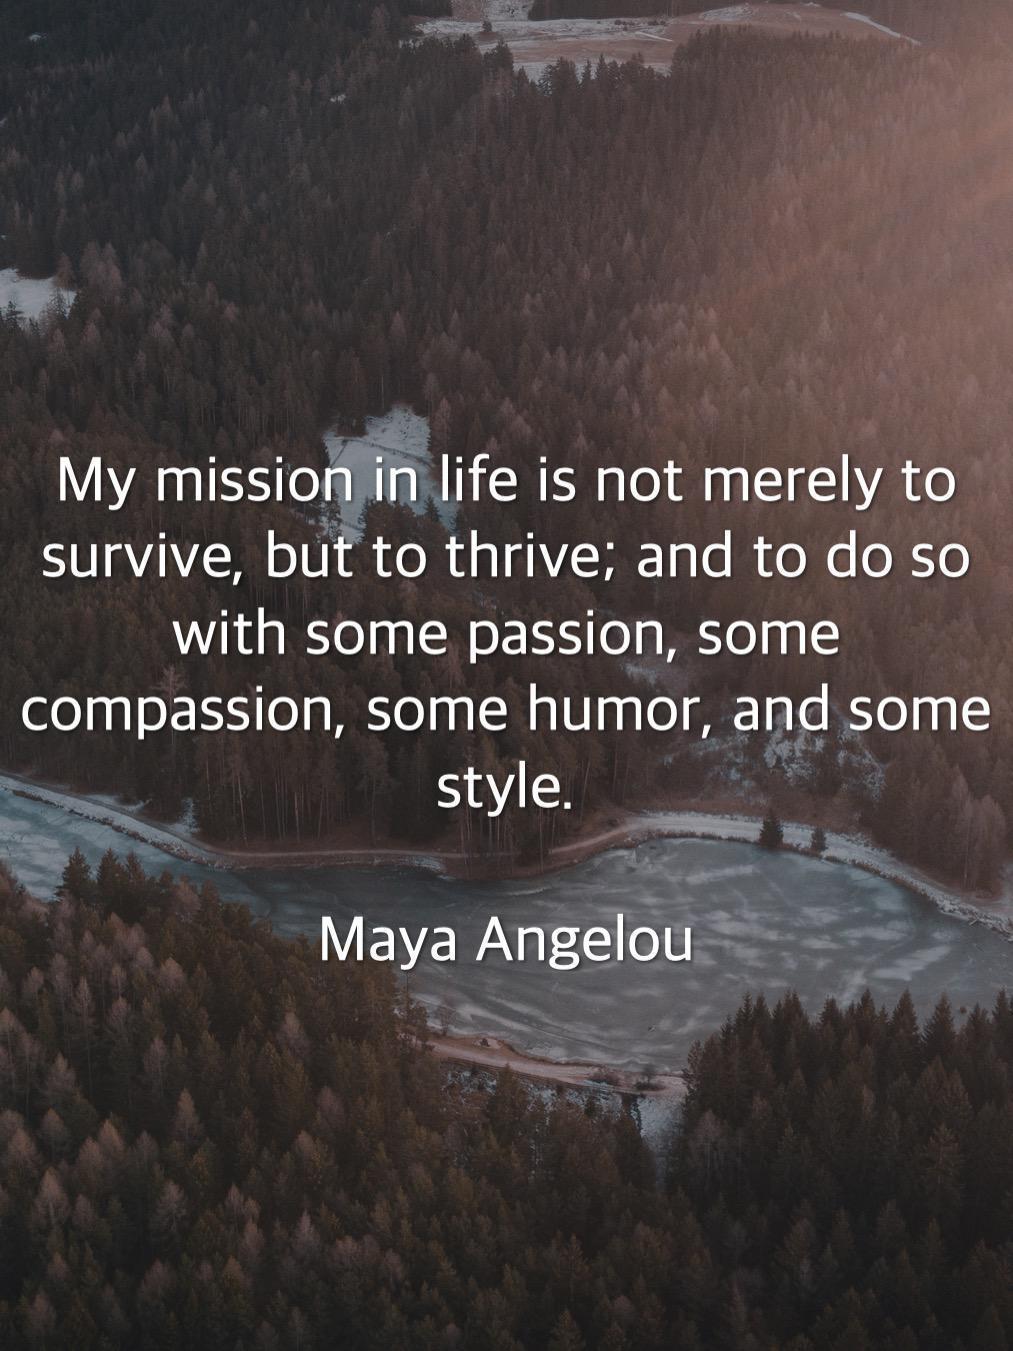 My mission in life is not merely to
survive, but to thrive; and to do so
with some passion, some
compassion, some humor, and some
style.
Maya Angelou